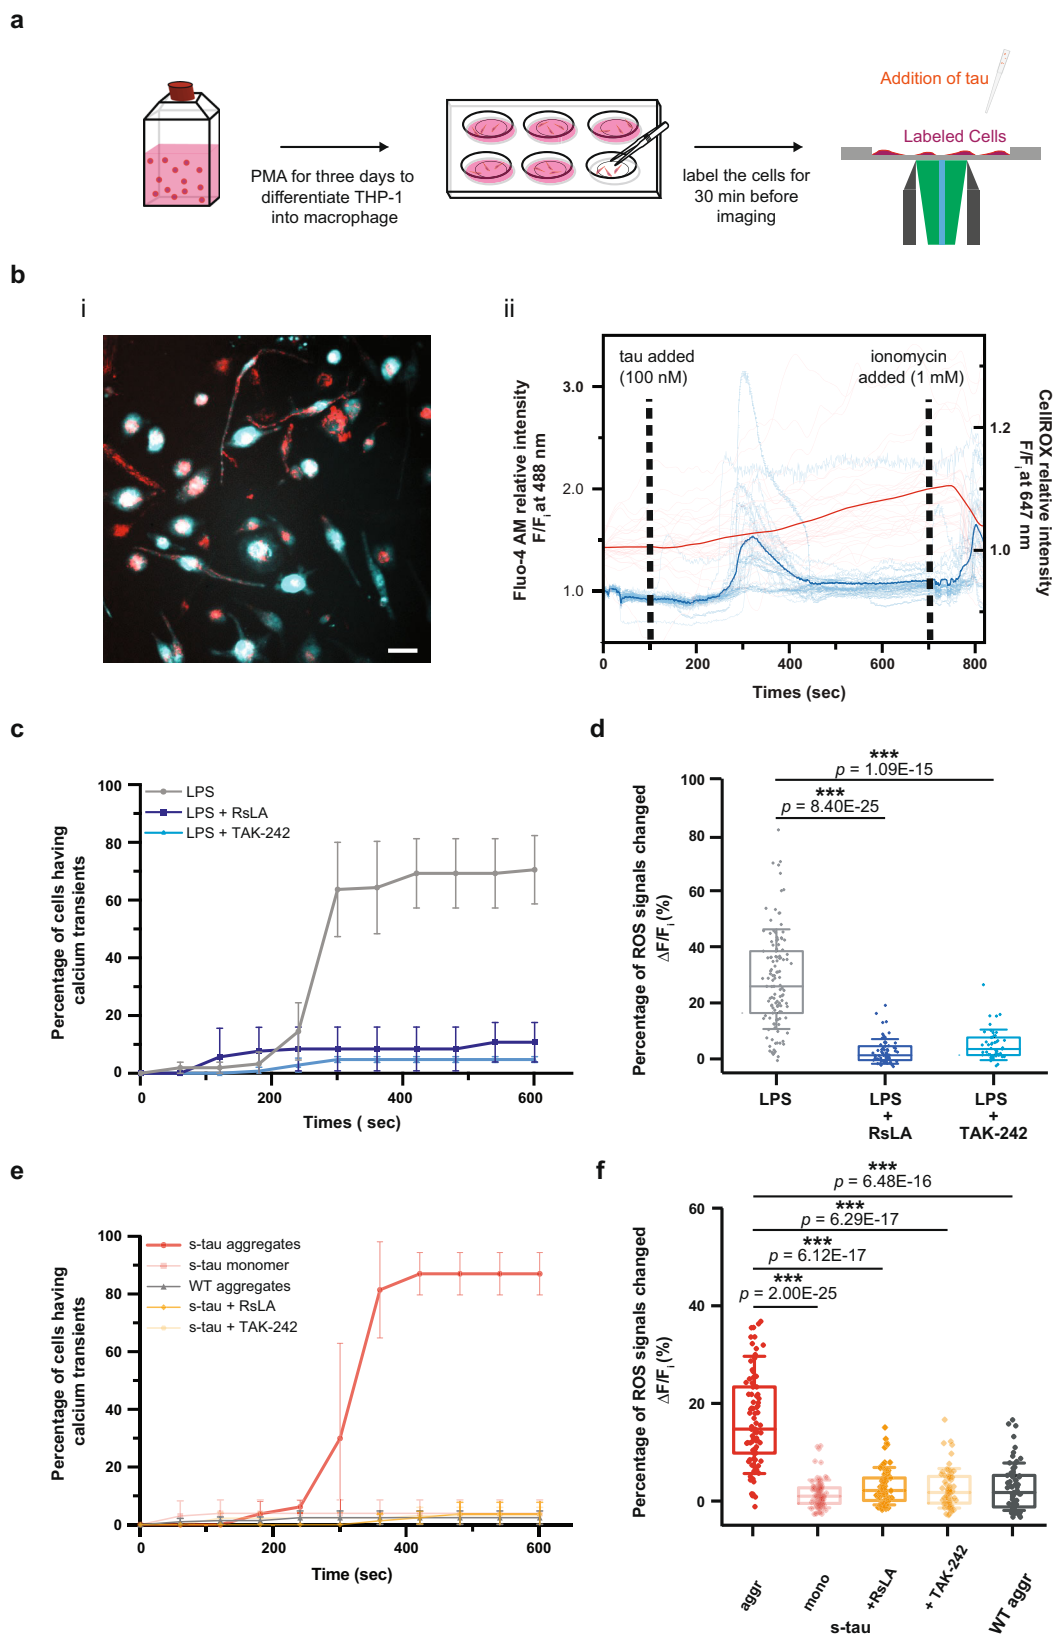 a
Addition of tau
Labeled Cells
PMA for three days to
differentiate THP-1
into macrophage
label the cells for
30 min before
imaging
b
i
ii
tau added
(100 nM)
ionomycin
added (1 mM)
Fluo-4 AM relative intensity
F/Fi at 488 nm
3.0
2.0
1.0
CellROX relative intensity
F/Fi at 647 nm
1.2
1.0
0
200
400
600
800
Times (sec)
c
Percentage of cells having
calcium transients
100
80
60
40
20
0
LPS
LPS + RsLA
LPS + TAK-242
0
200
400
600
Times ( sec)
d
Percentage of ROS signals changed
ΔF/Fi (%)
100
80
60
40
20
0
***
p = 1.09E-15
***
p = 8.40E-25
LPS
LPS
+
RsLA
LPS
+
TAK-242
e
Percentage of cells having
calcium transients
100
80
60
40
20
0
s-tau aggregates
s-tau monomer
WT aggregates
s-tau + RsLA
s-tau + TAK-242
0
200
400
600
Time (sec)
f
Percentage of ROS signals changed
ΔF/Fi (%)
60
40
20
0
***
p = 6.48E-16
***
p = 6.29E-17
***
p = 6.12E-17
***
p = 2.00E-25
aggr
mono
+RsLA
+ TAK-242
WT aggr
s-tau